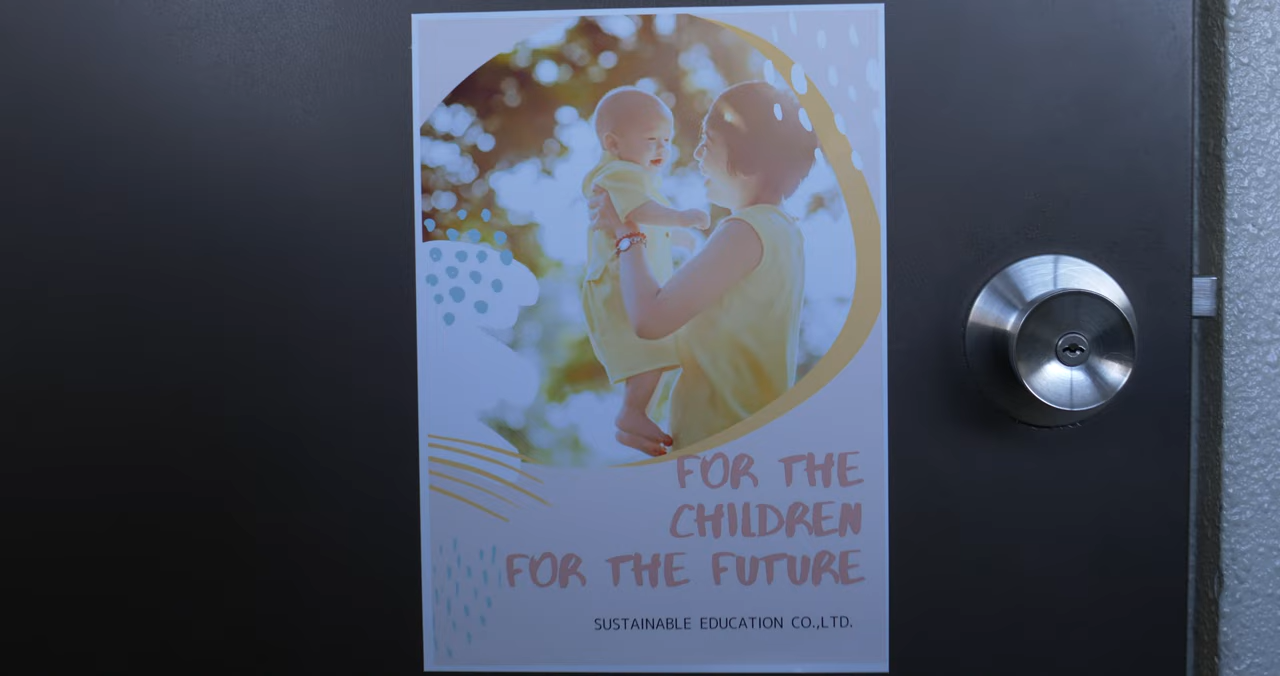 FOR THE
CHILDREN
FOR THE FUTURE
SUSTAINABLE EDUCATION CO.,LTD.